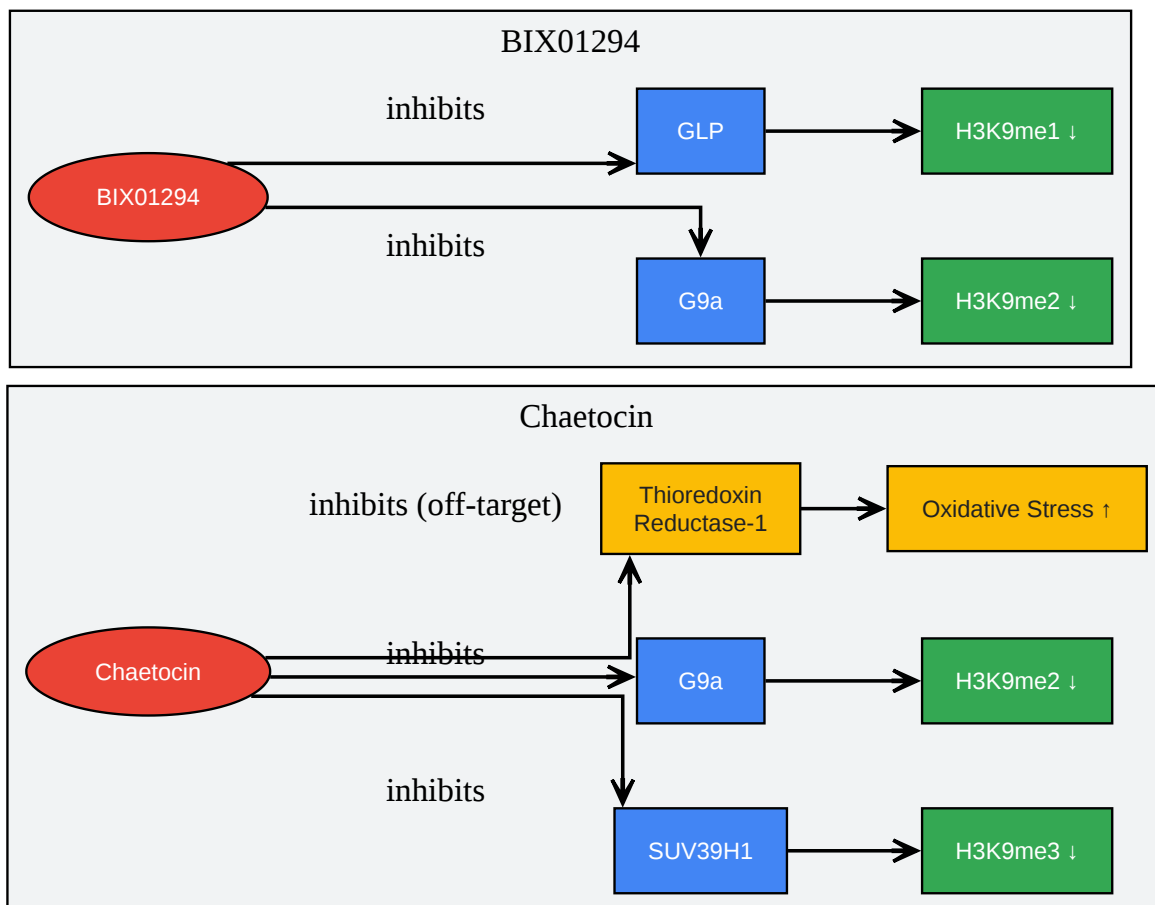 BIX01294
inhibits
GLP
H3K9me1 ↓
BIX01294
inhibits
G9a
H3K9me2 ↓
Chaetocin
inhibits (off-target)
Thioredoxin
Reductase-1
Oxidative Stress ↑
Chaetocin
inhibits
G9a
H3K9me2 ↓
inhibits
SUV39H1
H3K9me3 ↓